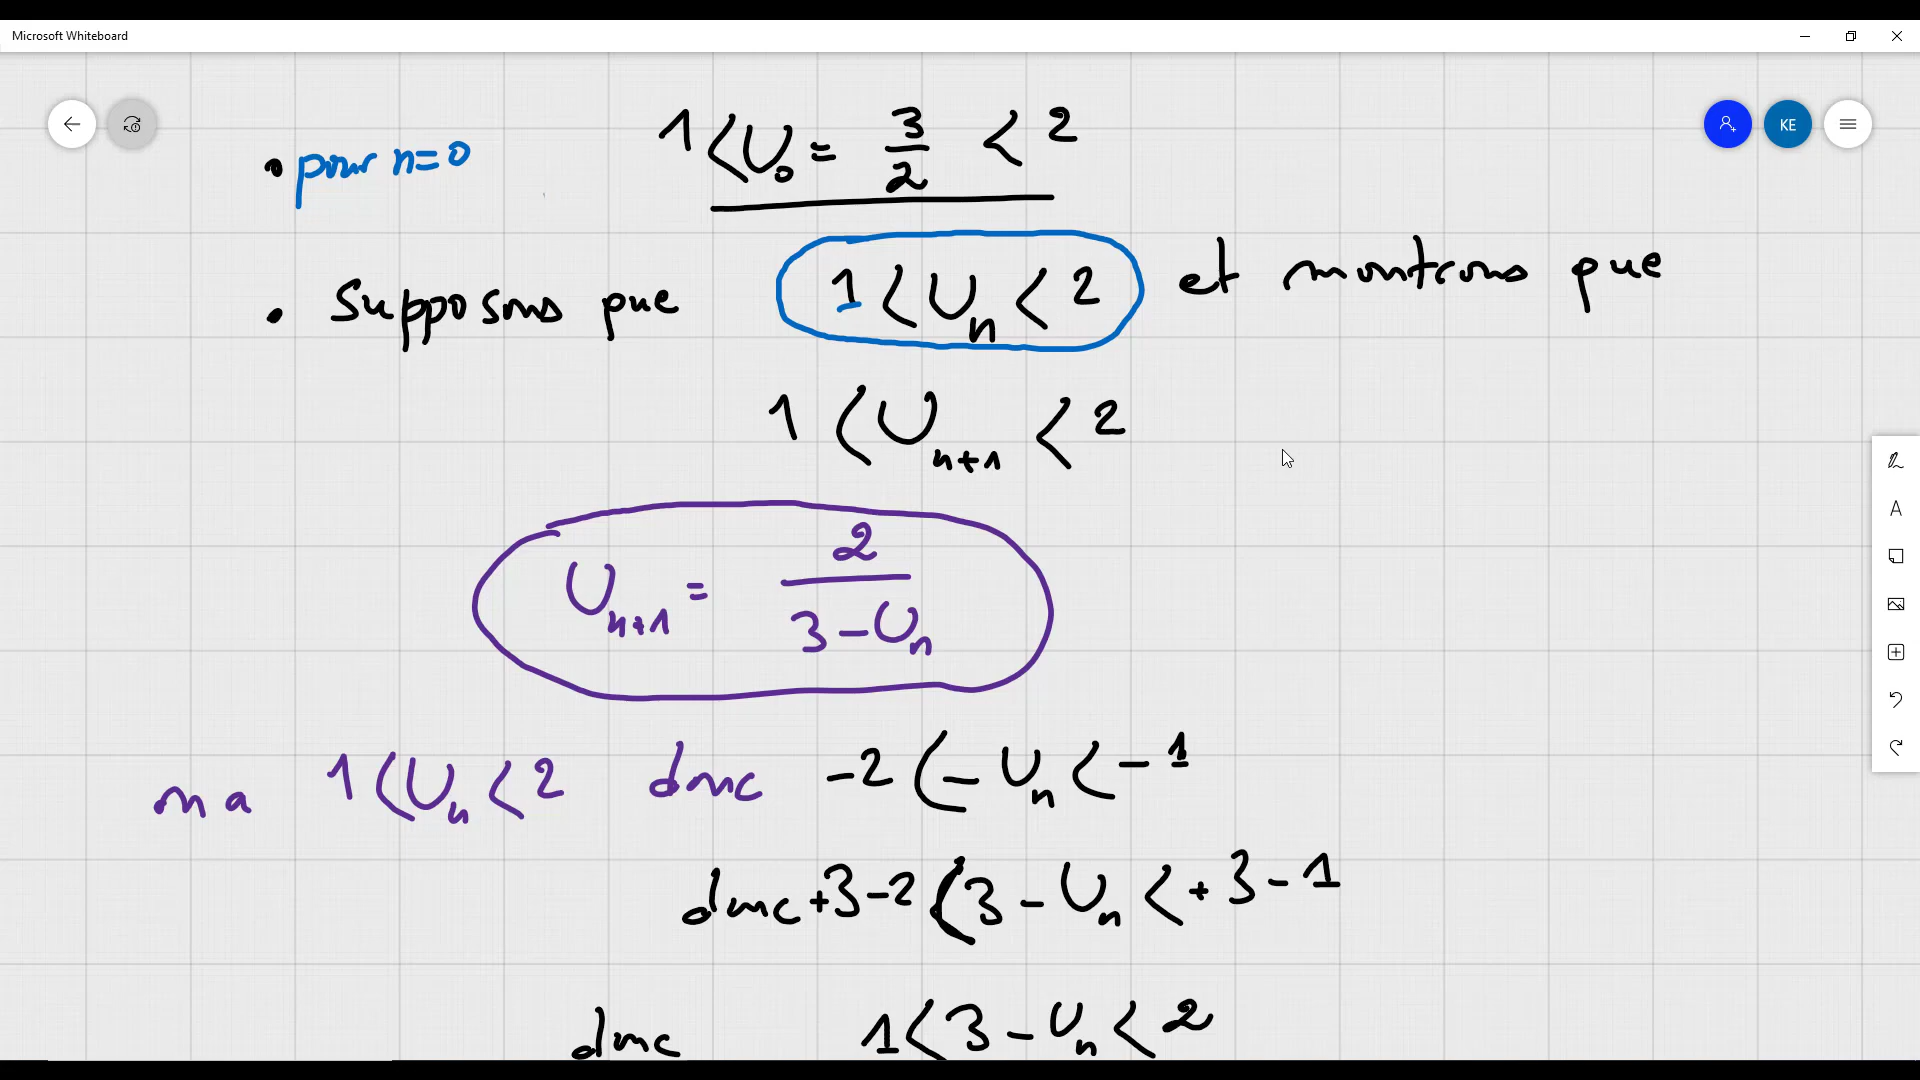 Microsoft Whiteboard
KE
• pour n=0 1 < U₀ = 3/2 < 2
• Supposons que 1 < Uₙ < 2 et montrons que
1 < Uₙ₊₁ < 2
Uₙ₊₁ = 2/(3 - Uₙ)
on a 1 < Uₙ < 2 donc -2 < - Uₙ < - 1
donc +3-2 < 3 - Uₙ < +3-1
donc 1 < 3 - Uₙ < 2